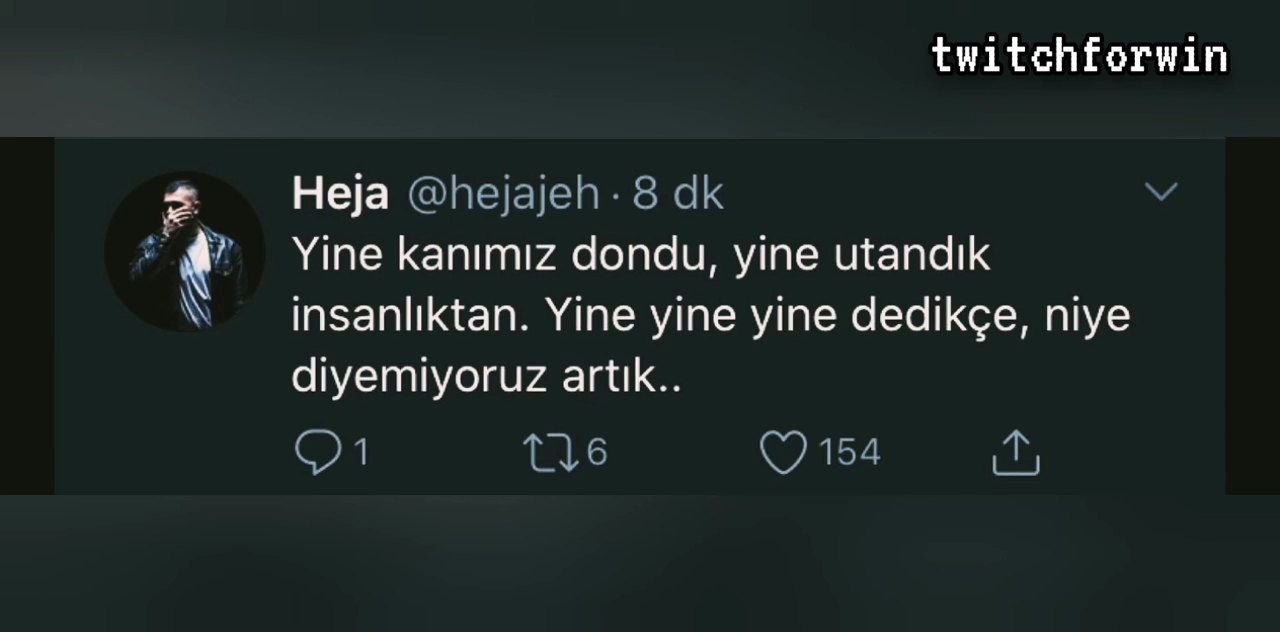 twitchforwin
Heja @hejajeh · 8 dk
Yine kanımız dondu, yine utandık
insanlıktan. Yine yine yine dedikçe, niye
diyemiyoruz artık..
1 6 154